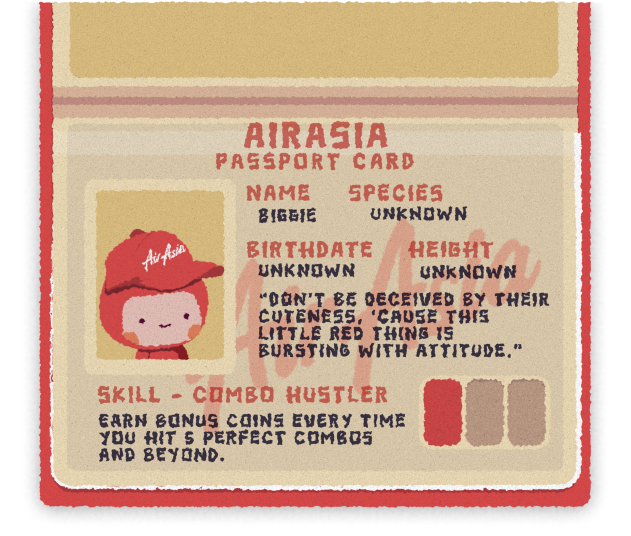 AIRASIA
PASSPORT CARD
NAME SPECIES
BIGGIE UNKNOWN
BIRTHDATE HEIGHT
UNKNOWN UNKNOWN
AirAsia
AirAsia
"DON'T BE DECEIVED BY THEIR
CUTENESS, 'CAUSE THIS
LITTLE RED THING IS
BURSTING WITH ATTITUDE."
SKILL - COMBO HUSTLER
EARN BONUS COINS EVERY TIME
YOU HIT 5 PERFECT COMBOS
AND BEYOND.